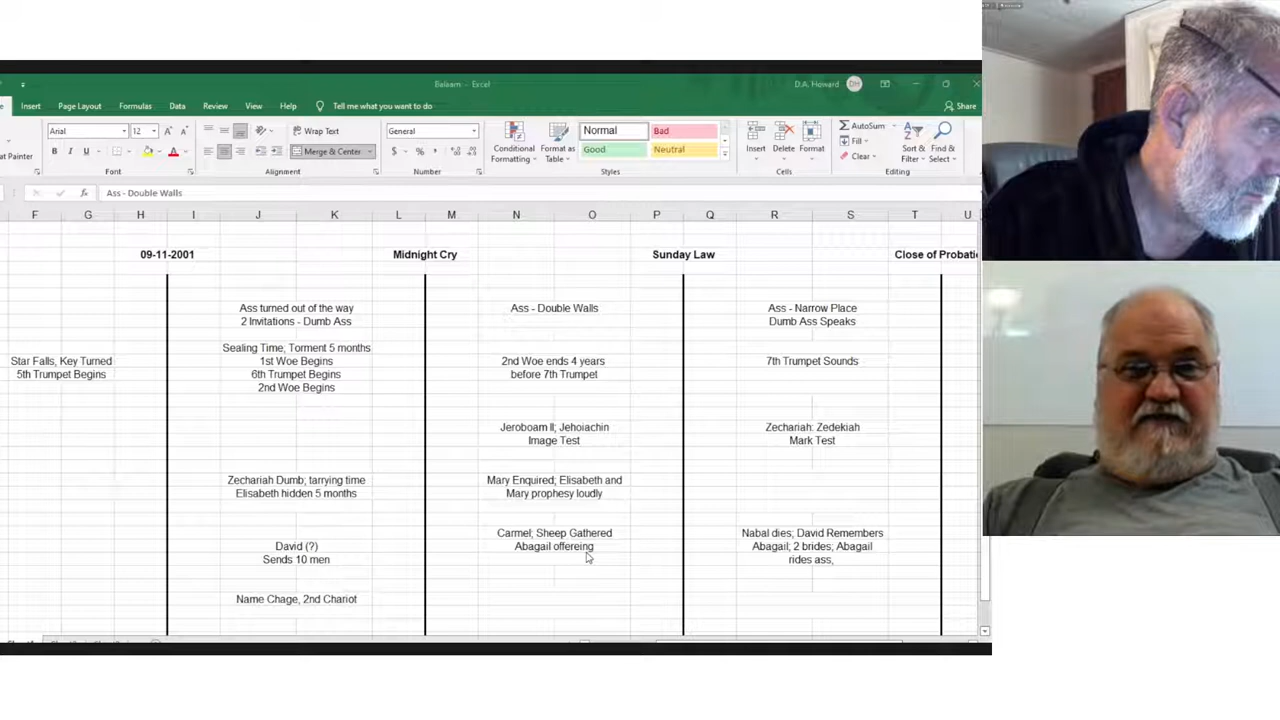 Balaam - Excel
D.A. Howard DH
Insert Page Layout Formulas Data Review View Help Tell me what you want to do Share
Arial 12 Wrap Text General Normal Bad AutoSum
Format Painter Merge & Center Conditional Formatting Format as Table Good Neutral Insert Delete Format Fill Clear Sort & Filter Find & Select
Font Alignment Number Styles Cells Editing
Ass - Double Walls
F G H I J K L M N O P Q R S T U
09-11-2001 Midnight Cry Sunday Law
Ass turned out of the way
2 Invitations - Dumb Ass
Ass - Double Walls
Ass - Narrow Place
Dumb Ass Speaks
Star Falls, Key Turned
5th Trumpet Begins
Sealing Time; Torment 5 months
1st Woe Begins
6th Trumpet Begins
2nd Woe Begins
2nd Woe ends 4 years
before 7th Trumpet
7th Trumpet Sounds
Jeroboam II; Jehoiachin
Image Test
Zechariah: Zedekiah
Mark Test
Zechariah Dumb; tarrying time
Elisabeth hidden 5 months
Mary Enquired; Elisabeth and
Mary prophesy loudly
David (?)
Sends 10 men
Carmel; Sheep Gathered
Abagail offereing
Nabal dies; David Remembers
Abagail; 2 brides; Abagail
rides ass,
Name Chage, 2nd Chariot